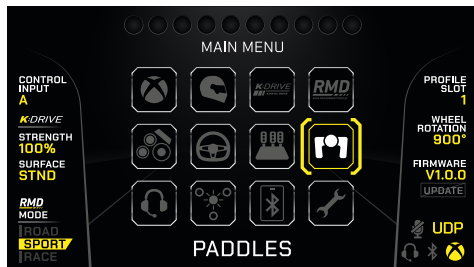 MAIN MENU
CONTROL
INPUT
A
K-DRIVE
STRENGTH
100%
SURFACE
STND
RMD
MODE
ROAD
SPORT
RACE
K-DRIVE
RMD
PADDLES
PROFILE
SLOT
1
WHEEL
ROTATION
900°
FIRMWARE
V1.0.0
UPDATE
UDP